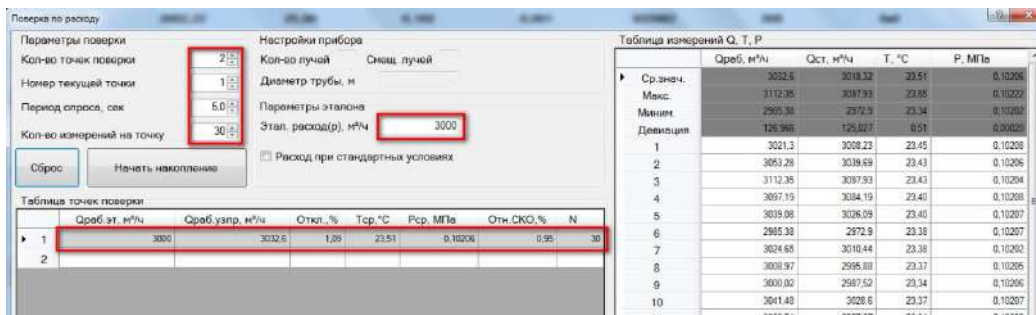 Поверка по расходу
Параметры поверки
Кол-во точек поверки 2
Номер текущей точки 1
Период опроса, сек 5.0
Кол-во измерений на точку 30
Сброс Начать накопление
Настройки прибора
Кол-во лучей Смещ. лучей
Диаметр трубы, м
Параметры эталона
Этал. расход(р), м³/ч 3000
Расход при стандартных условиях
Таблица точек поверки
Qраб.эт. м³/ч Qраб.узпр, м³/ч Откл.,% Тср,°С Рср, МПа Отн.СКО,% N
1 3000 3032,6 1,09 23,51 0,10206 0,95 30
2
Таблица измерений Q, T, P
Qраб, м³/ч Qст, м³/ч T, °C P, МПа
Ср.знач. 3032,6 3018,32 23,51 0,10206
Макс. 3112,35 3097,93 23,85 0,10222
Миним. 2985,38 2972,9 23,34 0,10202
Девиация 126,966 125,027 0,51 0,00020
1 3021,3 3008,23 23,45 0,10208
2 3053,28 3039,69 23,43 0,10206
3 3112,35 3097,93 23,43 0,10204
4 3097,19 3084,19 23,40 0,10208
5 3039,08 3026,09 23,40 0,10207
6 2985,38 2972,9 23,38 0,10207
7 3024,65 3010,44 23,38 0,10202
8 3008,97 2995,88 23,37 0,10205
9 3000,02 2987,52 23,34 0,10206
10 3041,48 3028,6 23,37 0,10207